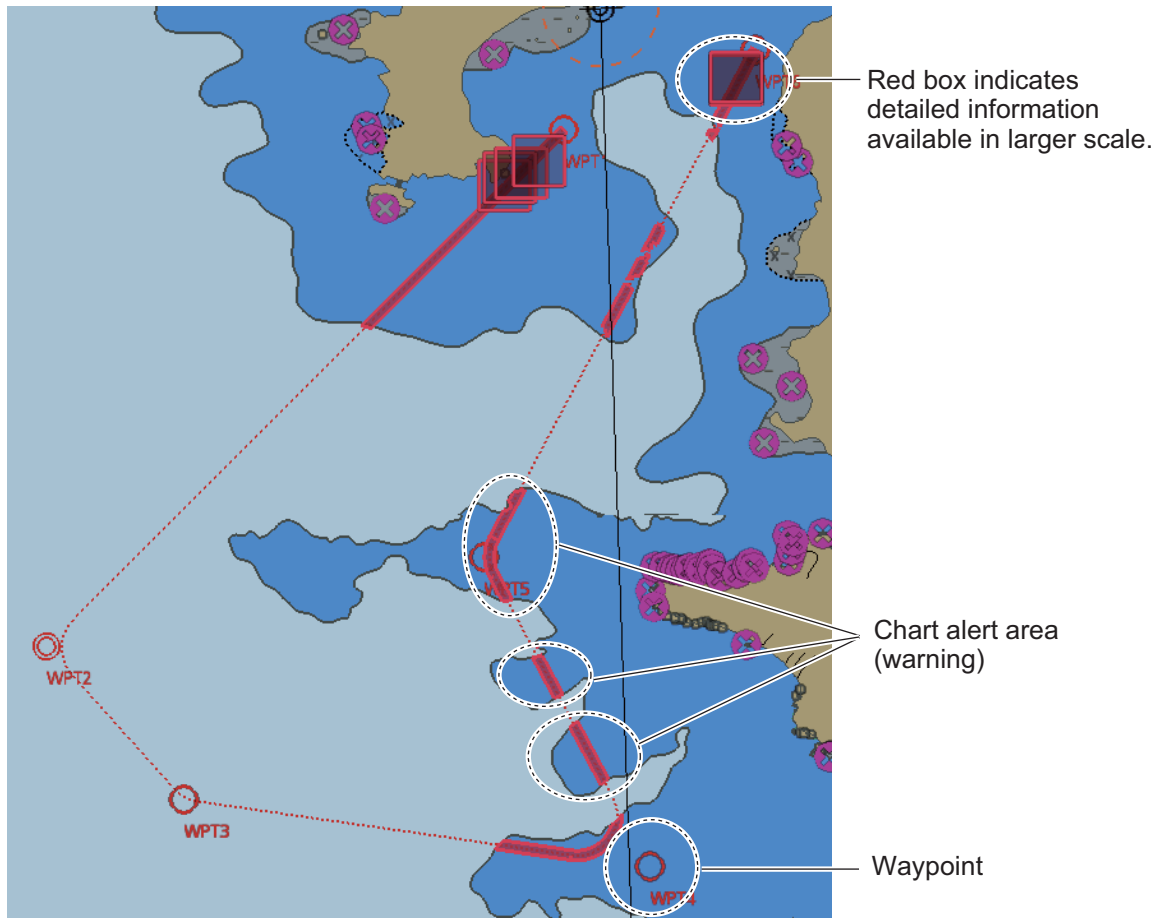 WPT6
Red box indicates
detailed information
available in larger scale.
WPT
WPT5
Chart alert area
(warning)
WPT2
WPT3
Waypoint
WPT4